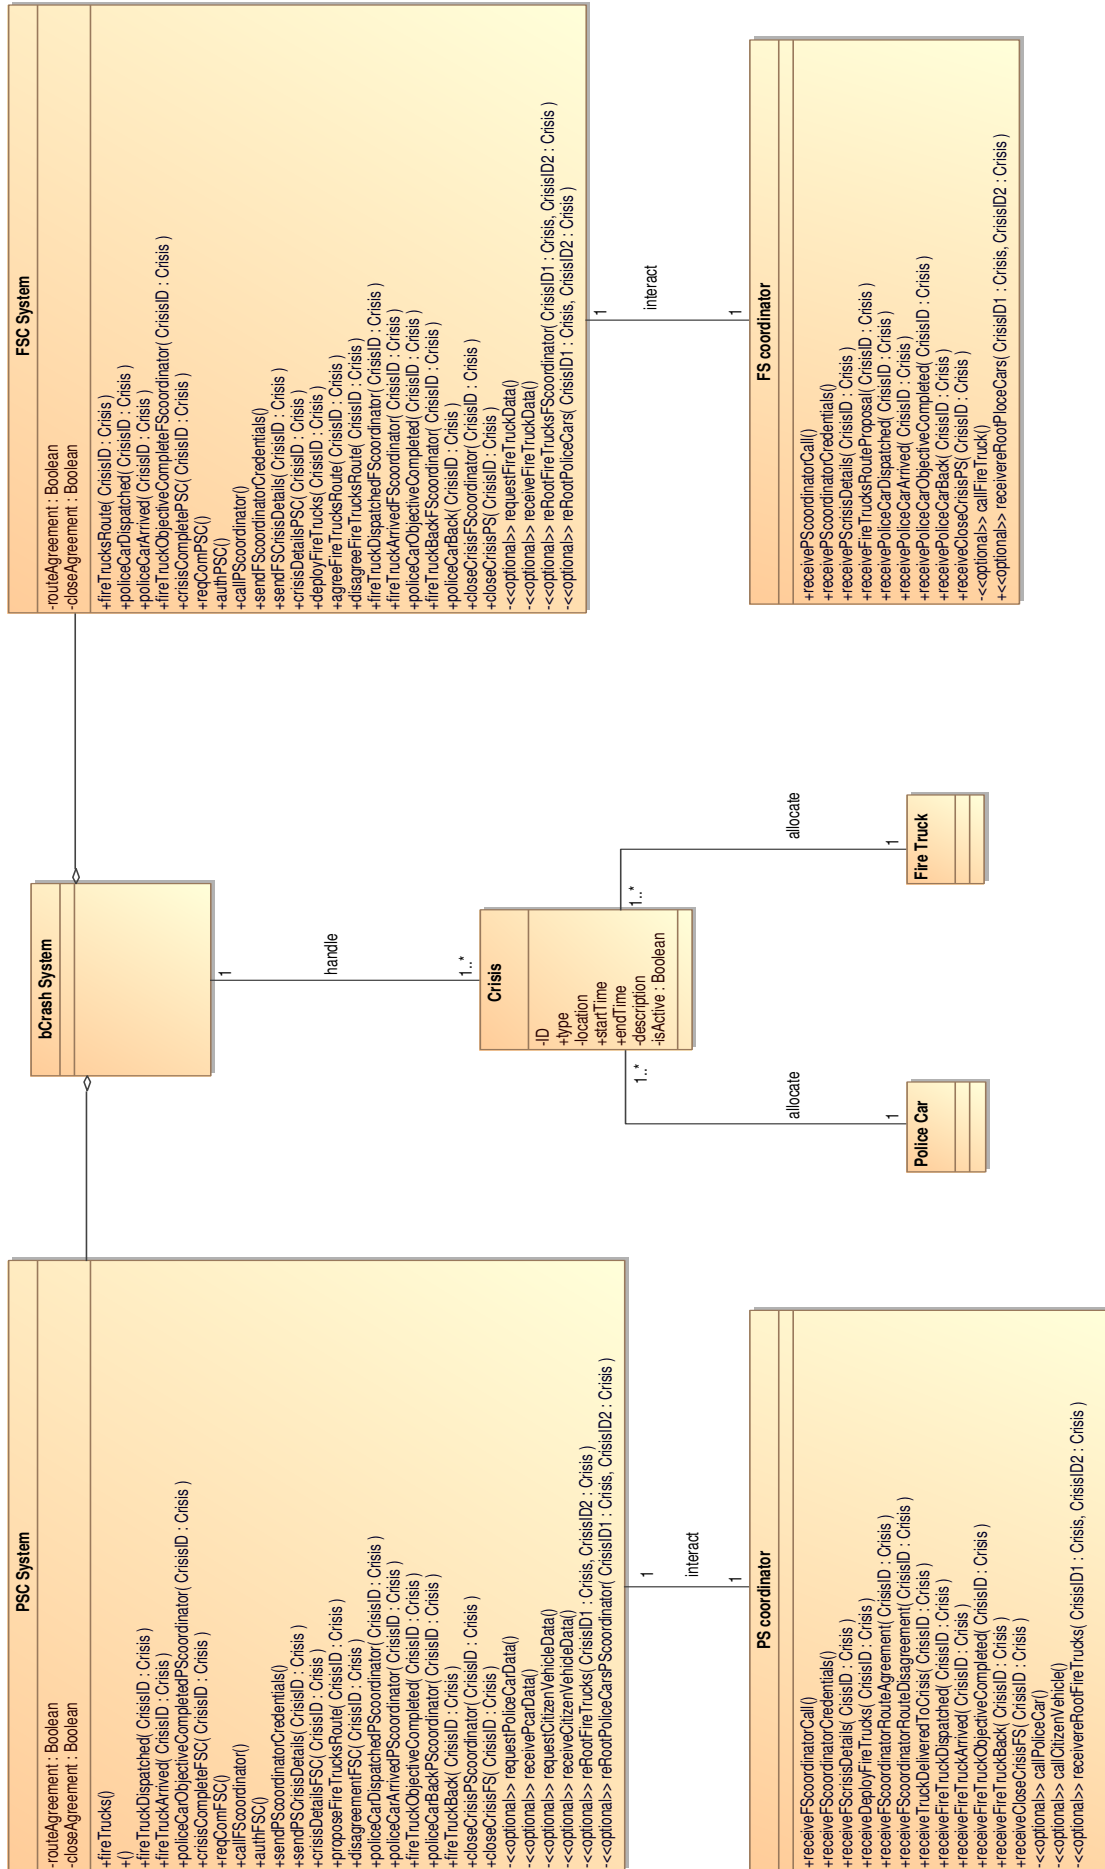 PSC System
-routeAgreement : Boolean
-closeAgreement : Boolean
+fireTrucks()
+()
+fireTruckDispatched( CrisisID : Crisis )
+fireTruckArrived( CrisisID : Crisis )
+policeCarObjectiveCompletedPScoordinator( CrisisID : Crisis )
+crisisCompleteFSC( CrisisID : Crisis )
+reqComFSC()
+callFScoordinator()
+authFSC()
+sendPScoordinatorCredentials()
+sendPSCrisisDetails( CrisisID : Crisis )
+crisisDetailsFSC( CrisisID : Crisis )
+proposeFireTrucksRoute( CrisisID : Crisis )
+disagreementFSC( CrisisID : Crisis )
+policeCarDispatchedPScoordinator( CrisisID : Crisis )
+policeCarArrivedPScoordinator( CrisisID : Crisis )
+fireTruckObjectiveCompleted( CrisisID : Crisis )
+policeCarBackPScoordinator( CrisisID : Crisis )
+fireTruckBack( CrisisID : Crisis )
+closeCrisisPScoordinator( CrisisID : Crisis )
+closeCrisisFS( CrisisID : Crisis )
-<<optional>> requestPoliceCarData()
-<<optional>> receivePcarData()
-<<optional>> requestCitizenVehicleData()
-<<optional>> receiveCitizenVehicleData()
-<<optional>> reRootFireTrucks( CrisisID1 : Crisis, CrisisID2 : Crisis )
-<<optional>> reRootPoliceCarsPScoordinator( CrisisID1 : Crisis, CrisisID2 : Crisis )
1
interact
1
PS coordinator
+receiveFScoordinatorCall()
+receiveFScoordinatorCredentials()
+receiveFScrisisDetails( CrisisID : Crisis )
+receiveDeployFireTrucks( CrisisID : Crisis )
+receiveFScoordinatorRouteAgreement( CrisisID : Crisis )
+receiveFScoordinatorRouteDisagreement( CrisisID : Crisis )
+receiveTruckDeliveredToCrisis( CrisisID : Crisis )
+receiveFireTruckDispatched( CrisisID : Crisis )
+receiveFireTruckArrived( CrisisID : Crisis )
+receiveFireTruckObjectiveCompleted( CrisisID : Crisis )
+receiveFireTruckBack( CrisisID : Crisis )
+receiveCloseCrisisFS( CrisisID : Crisis )
-<<optional>> callPoliceCar()
-<<optional>> callCitizenVehicle()
-<<optional>> receivereRootFireTrucks( CrisisID1 : Crisis, CrisisID2 : Crisis )
bCrash System
1
handle
1..*
Crisis
-ID
+type
-location
+startTime
+endTime
-description
-isActive : Boolean
1..*
allocate
1
Police Car
1..*
allocate
1
Fire Truck
FSC System
-routeAgreement : Boolean
-closeAgreement : Boolean
+fireTrucksRoute( CrisisID : Crisis )
+policeCarDispatched( CrisisID : Crisis )
+policeCarArrived( CrisisID : Crisis )
+fireTruckObjectiveCompleteFScoordinator( CrisisID : Crisis )
+crisisCompletePSC( CrisisID : Crisis )
+reqComPSC()
+authPSC()
+callPScoordinator()
+sendFScoordinatorCredentials()
+sendFSCrisisDetails( CrisisID : Crisis )
+crisisDetailsPSC( CrisisID : Crisis )
+deployFireTrucks( CrisisID : Crisis )
+agreeFireTrucksRoute( CrisisID : Crisis )
+disagreeFireTrucksRoute( CrisisID : Crisis )
+fireTruckDispatchedFScoordinator( CrisisID : Crisis )
+fireTruckArrivedFScoordinator( CrisisID : Crisis )
+policeCarObjectiveCompleted( CrisisID : Crisis )
+fireTruckBackFScoordinator( CrisisID : Crisis )
+policeCarBack( CrisisID : Crisis )
+closeCrisisFScoordinator( CrisisID : Crisis )
+closeCrisisPS( CrisisID : Crisis )
-<<optional>> requestFireTruckData()
-<<optional>> receiveFireTruckData()
-<<optional>> reRootFireTrucksFScoordinator( CrisisID1 : Crisis, CrisisID2 : Crisis )
-<<optional>> reRootPoliceCars( CrisisID1 : Crisis, CrisisID2 : Crisis )
1
interact
1
FS coordinator
+receivePScoordinatorCall()
+receivePScoordinatorCredentials()
+receivePScrisisDetails( CrisisID : Crisis )
+receiveFireTrucksRouteProposal( CrisisID : Crisis )
+receivePoliceCarDispatched( CrisisID : Crisis )
+receivePoliceCarArrived( CrisisID : Crisis )
+receivePoliceCarObjectiveCompleted( CrisisID : Crisis )
+receivePoliceCarBack( CrisisID : Crisis )
+receiveCloseCrisisPS( CrisisID : Crisis )
-<<optional>> callFireTruck()
+<<optional>> receivereRootPloceCars( CrisisID1 : Crisis, CrisisID2 : Crisis )